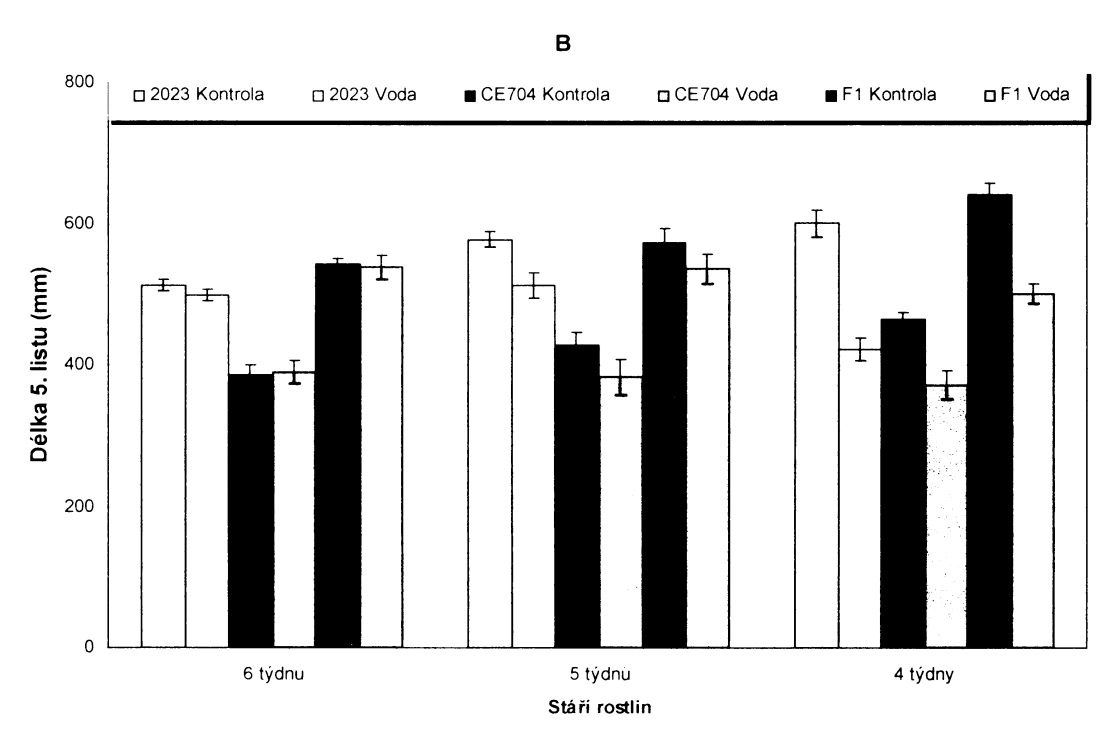 B
800
□ 2023 Kontrola □ 2023 Voda ■ CE704 Kontrola □ CE704 Voda ■ F1 Kontrola □ F1 Voda
600
400
200
0
Délka 5. listu (mm)
6 týdnu 5 týdnů 4 týdny
Stáří rostlin